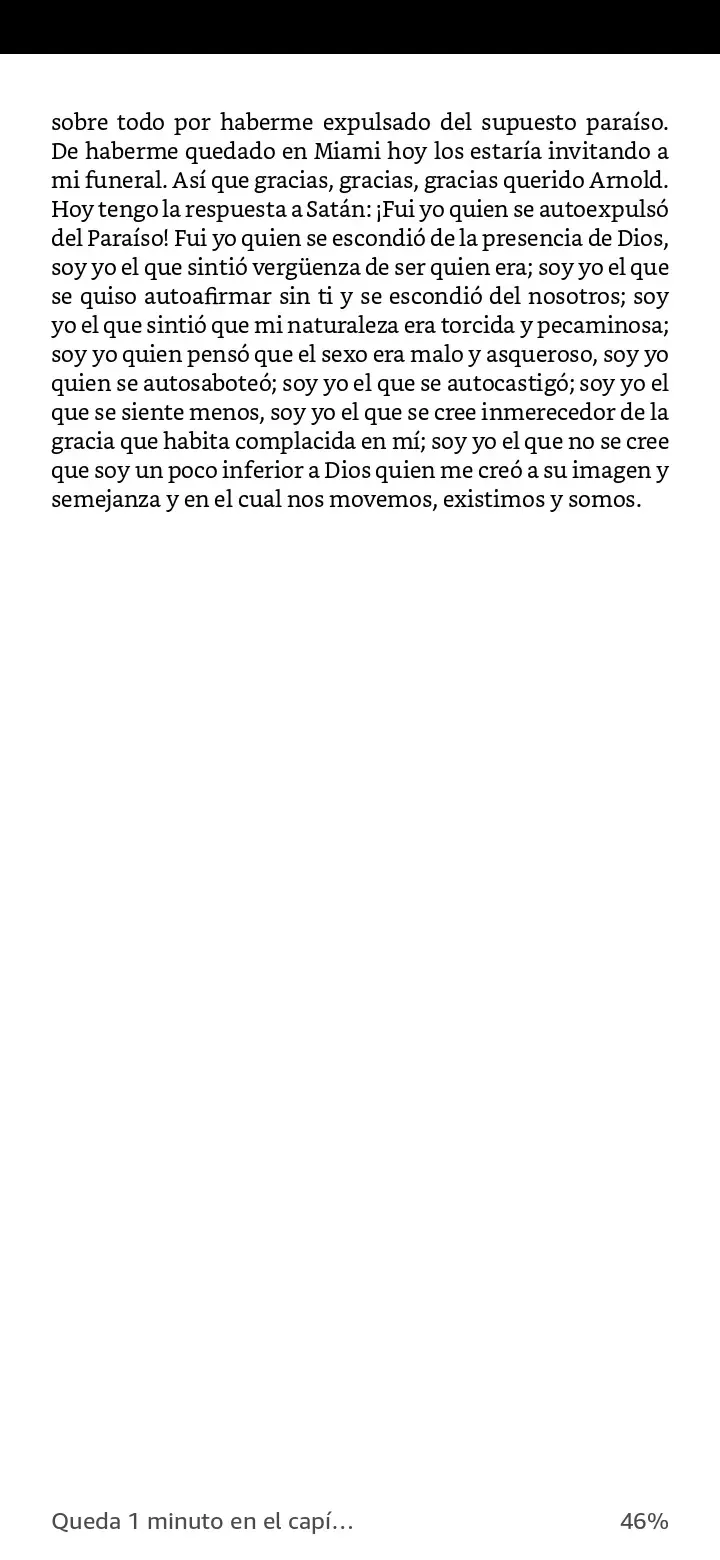 sobre todo por haberme expulsado del supuesto paraíso.
De haberme quedado en Miami hoy los estaría invitando a
mi funeral. Así que gracias, gracias, gracias querido Arnold.
Hoy tengo la respuesta a Satán: ¡Fui yo quien se autoexpulsó
del Paraíso! Fui yo quien se escondió de la presencia de Dios,
soy yo el que sintió vergüenza de ser quien era; soy yo el que
se quiso autoafirmar sin ti y se escondió del nosotros; soy
yo el que sintió que mi naturaleza era torcida y pecaminosa;
soy yo quien pensó que el sexo era malo y asqueroso, soy yo
quien se autosaboteó; soy yo el que se autocastigó; soy yo el
que se siente menos, soy yo el que se cree inmerecedor de la
gracia que habita complacida en mí; soy yo el que no se cree
que soy un poco inferior a Dios quien me creó a su imagen y
semejanza y en el cual nos movemos, existimos y somos.
Queda 1 minuto en el capí... 46%